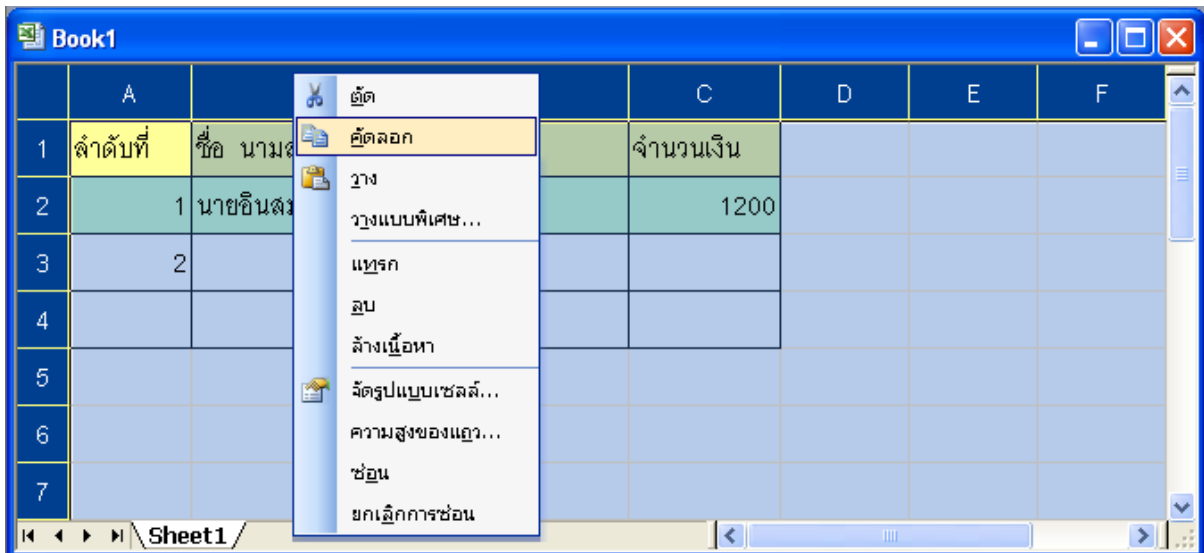 Book1
A C D E F
1 ลำดับที่ ชื่อ นาม จำนวนเงิน
2 1 นายอินส 1200
3 2
4
5
6
7
ตัด
คัดลอก
วาง
วางแบบพิเศษ...
แทรก
ลบ
ล้างเนื้อหา
จัดรูปแบบเซลล์...
ความสูงของแถว...
ซ่อน
ยกเลิกการซ่อน
Sheet1